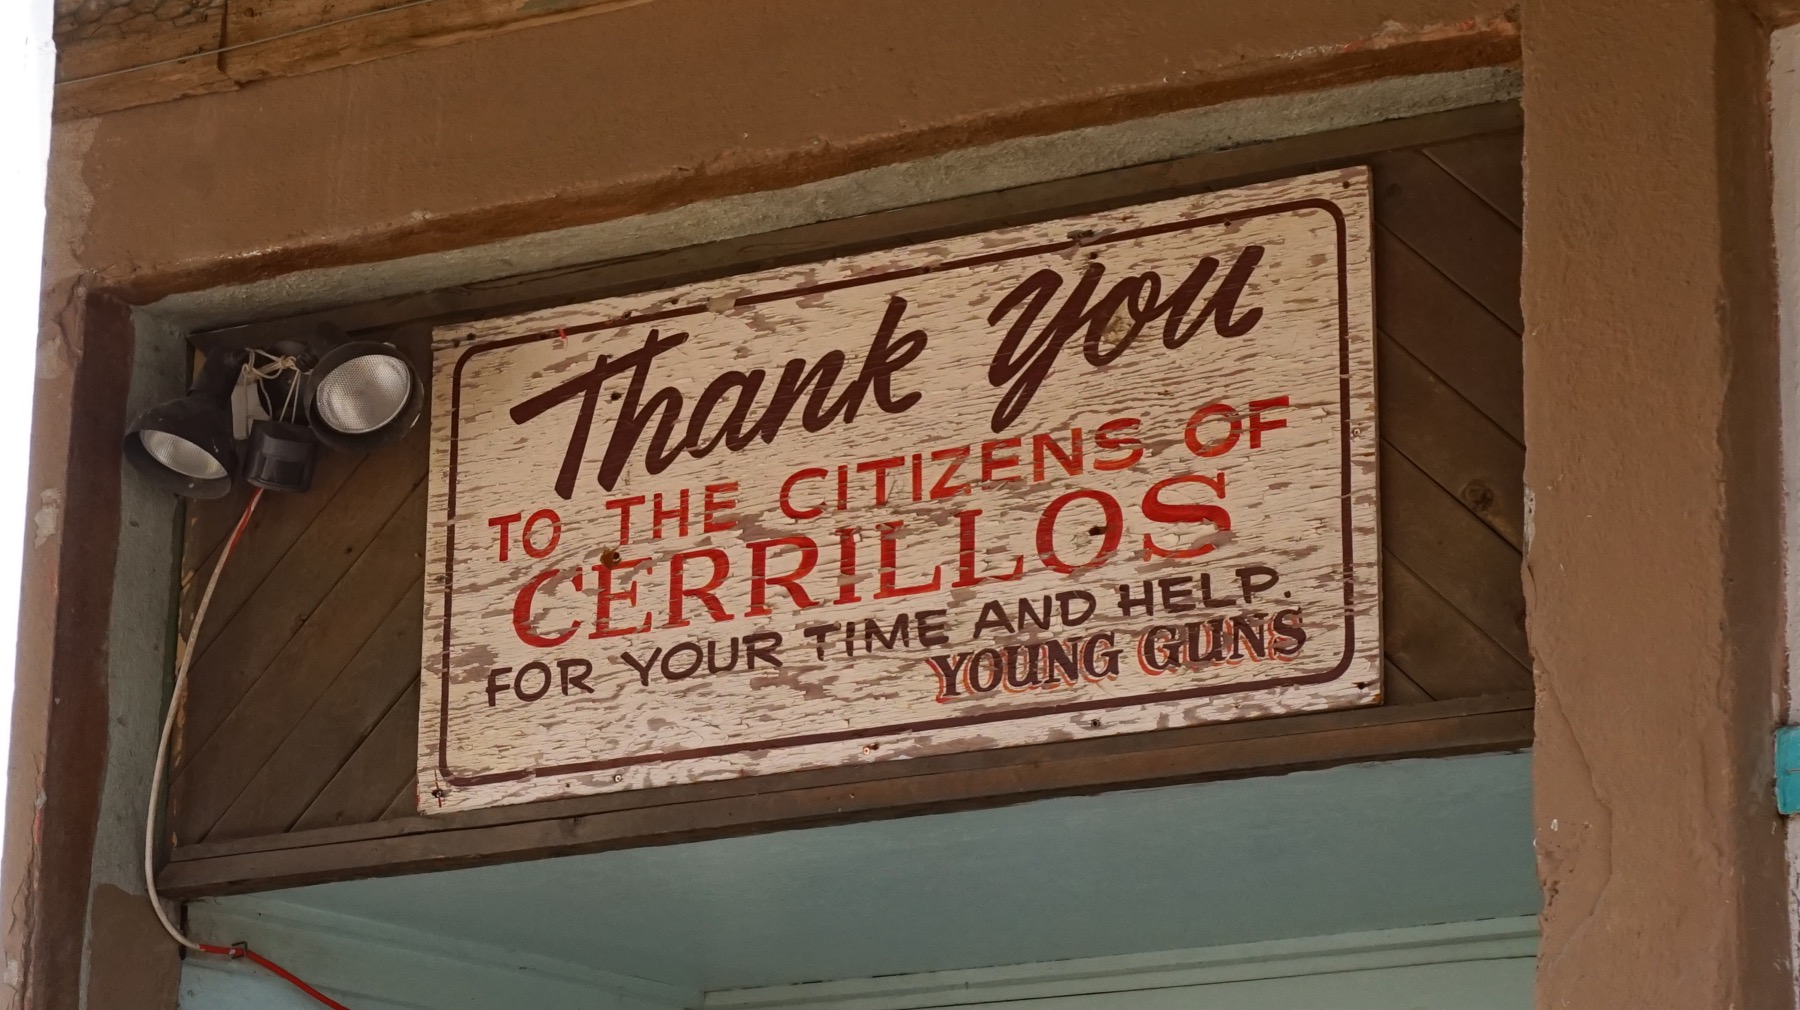 Thank You
TO THE CITIZENS OF
CERRILLOS
FOR YOUR TIME AND HELP.
YOUNG GUNS